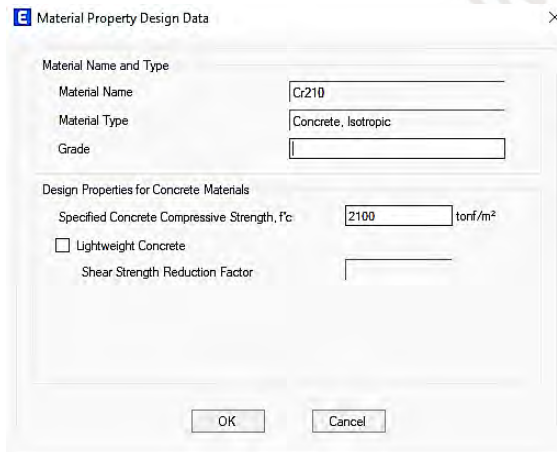 E Material Property Design Data
Material Name and Type
Material Name Cr210
Material Type Concrete, Isotropic
Grade
Design Properties for Concrete Materials
Specified Concrete Compressive Strength, f'c 2100 tonf/m²
Lightweight Concrete
Shear Strength Reduction Factor
OK Cancel